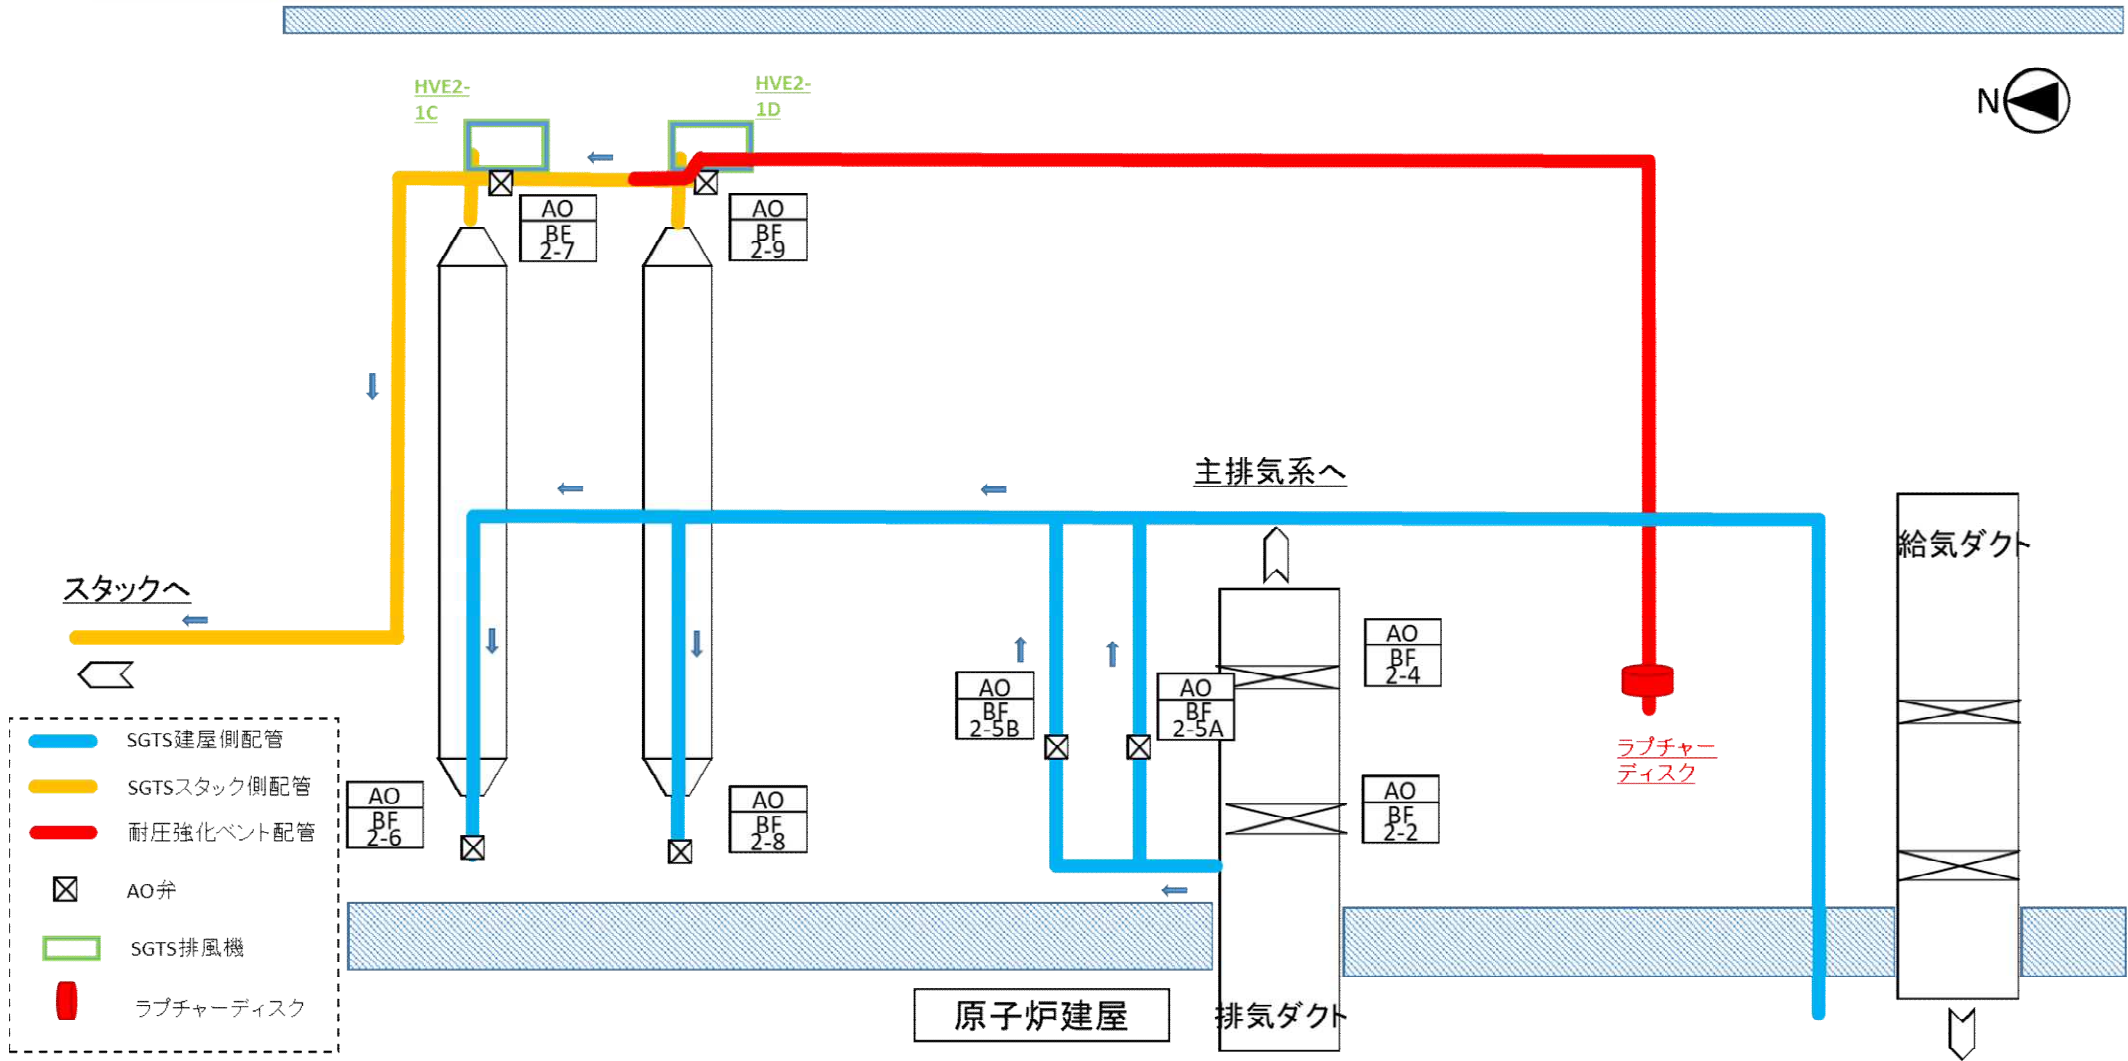 HVE2-
1C
HVE2-
1D
N
AO
BF
2-7
AO
BF
2-9
主排気系へ
給気ダクト
スタックへ
AO
BF
2-4
AO
BF
2-5B
AO
BF
2-5A
ラプチャー
ディスク
AO
BF
2-6
AO
BF
2-8
AO
BF
2-2
SGTS建屋側配管
SGTSスタック側配管
耐圧強化ベント配管
AO弁
SGTS排風機
ラプチャーディスク
原子炉建屋
排気ダクト